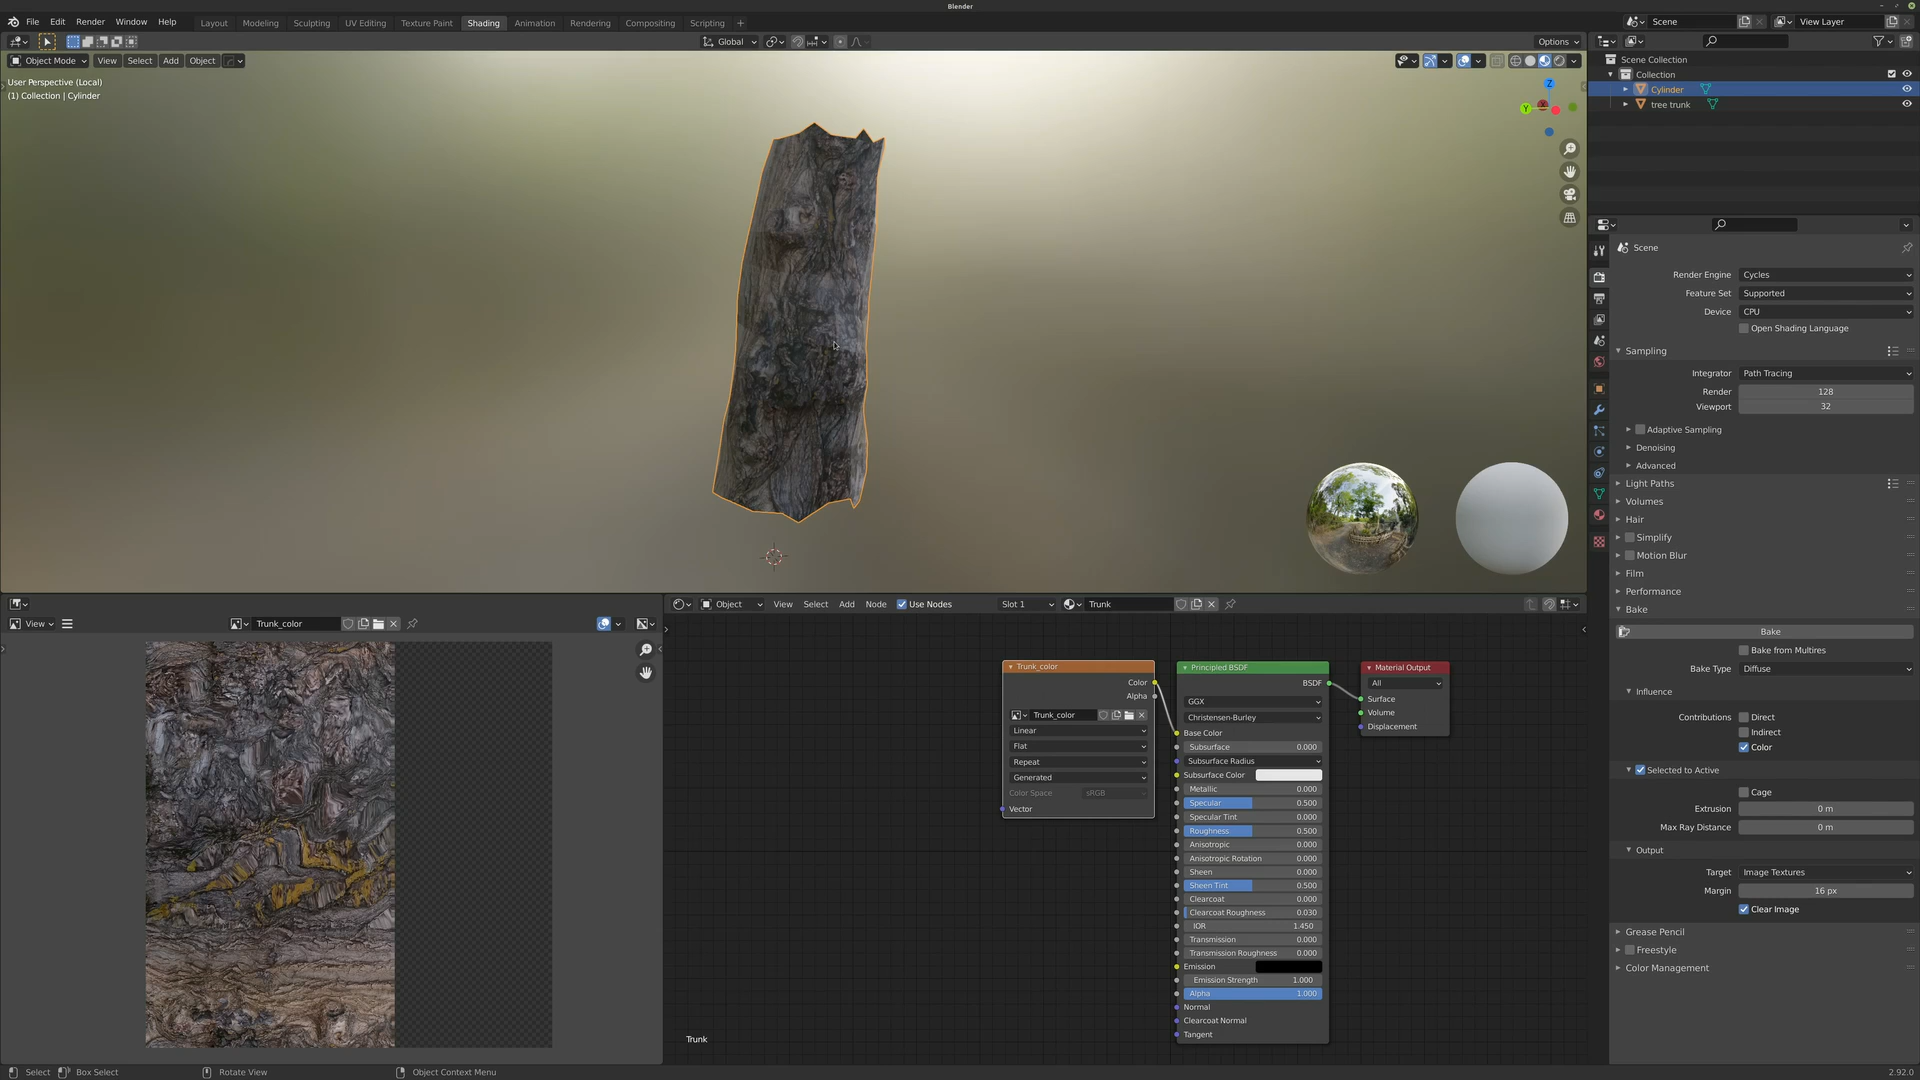 Blender
File Edit Render Window Help Layout Modeling Sculpting UV Editing Texture Paint Shading Animation Rendering Compositing Scripting + Scene View Layer
Global Options
Object Mode View Select Add Object
User Perspective (Local)
(1) Collection | Cylinder
Z
Y
Scene Collection
Collection
Cylinder
tree trunk
Scene
Render Engine Cycles
Feature Set Supported
Device CPU
Open Shading Language
Sampling
Integrator Path Tracing
Render 128
Viewport 32
Adaptive Sampling
Denoising
Advanced
Light Paths
Volumes
Hair
Simplify
Motion Blur
Film
Performance
Bake
Bake
Bake from Multires
Bake Type Diffuse
Influence
Contributions Direct
Indirect
Color
Selected to Active
Cage
Extrusion 0 m
Max Ray Distance 0 m
Output
Target Image Textures
Margin 16 px
Clear Image
Grease Pencil
Freestyle
Color Management
View Trunk_color
Object View Select Add Node Use Nodes Slot 1 Trunk
Trunk_color
Color
Alpha
Trunk_color
Linear
Flat
Repeat
Generated
Color Space sRGB
Vector
Principled BSDF
BSDF
GGX
Christensen-Burley
Base Color
Subsurface 0.000
Subsurface Radius
Subsurface Color
Metallic 0.000
Specular 0.500
Specular Tint 0.000
Roughness 0.500
Anisotropic 0.000
Anisotropic Rotation 0.000
Sheen 0.000
Sheen Tint 0.500
Clearcoat 0.000
Clearcoat Roughness 0.030
IOR 1.450
Transmission 0.000
Transmission Roughness 0.000
Emission
Emission Strength 1.000
Alpha 1.000
Normal
Clearcoat Normal
Tangent
Material Output
All
Surface
Volume
Displacement
Trunk
Select Box Select Rotate View Object Context Menu 2.92.0